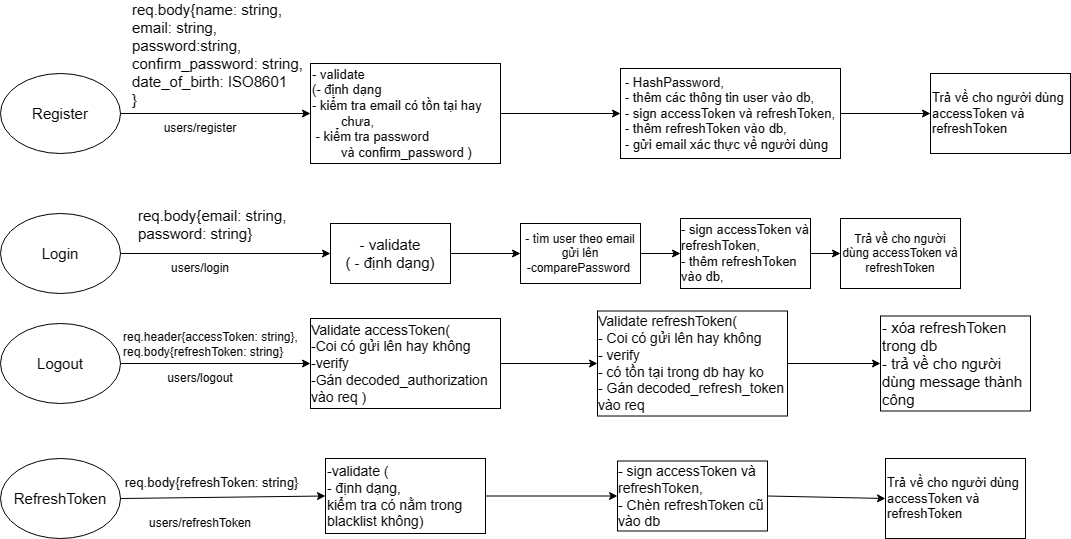 req.body{name: string,
email: string,
password:string,
confirm_password: string,
date_of_birth: ISO8601
}
Register
users/register
- validate
(- định dạng
- kiểm tra email có tồn tại hay
chưa,
- kiểm tra password
và confirm_password )
- HashPassword,
- thêm các thông tin user vào db,
- sign accessToken và refreshToken,
- thêm refreshToken vào db,
- gửi email xác thực về người dùng
Trả về cho người dùng
accessToken và
refreshToken
req.body{email: string,
password: string}
Login
users/login
- validate
( - định dạng)
- tìm user theo email
gửi lên
-comparePassword
- sign accessToken và
refreshToken,
- thêm refreshToken
vào db,
Trả về cho người
dùng accessToken và
refreshToken
req.header{accessToken: string},
req.body{refreshToken: string}
Logout
users/logout
Validate accessToken(
-Coi có gửi lên hay không
-verify
-Gán decoded_authorization
vào req )
Validate refreshToken(
- Coi có gửi lên hay không
- verify
- có tồn tại trong db hay ko
- Gán decoded_refresh_token
vào req
- xóa refreshToken
trong db
- trả về cho người
dùng message thành
công
req.body{refreshToken: string}
RefreshToken
users/refreshToken
-validate (
- định dạng,
kiểm tra có nằm trong
blacklist không)
- sign accessToken và
refreshToken,
- Chèn refreshToken cũ
vào db
Trả về cho người dùng
accessToken và
refreshToken